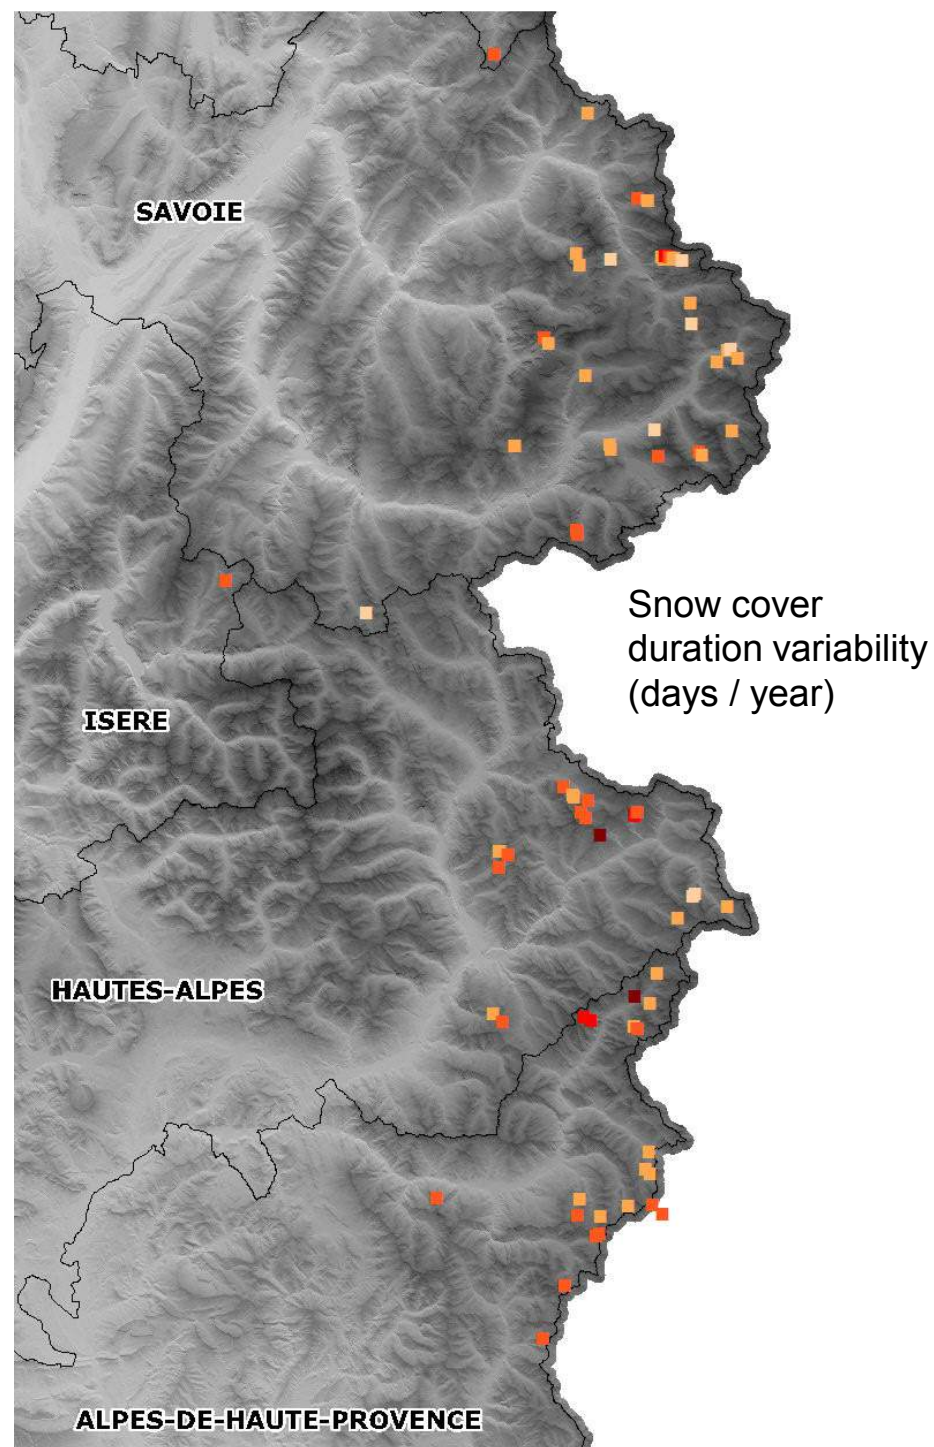 SAVOIE
Snow cover
duration variability
(days / year)
ISERE
HAUTES-ALPES
ALPES-DE-HAUTE-PROVENCE